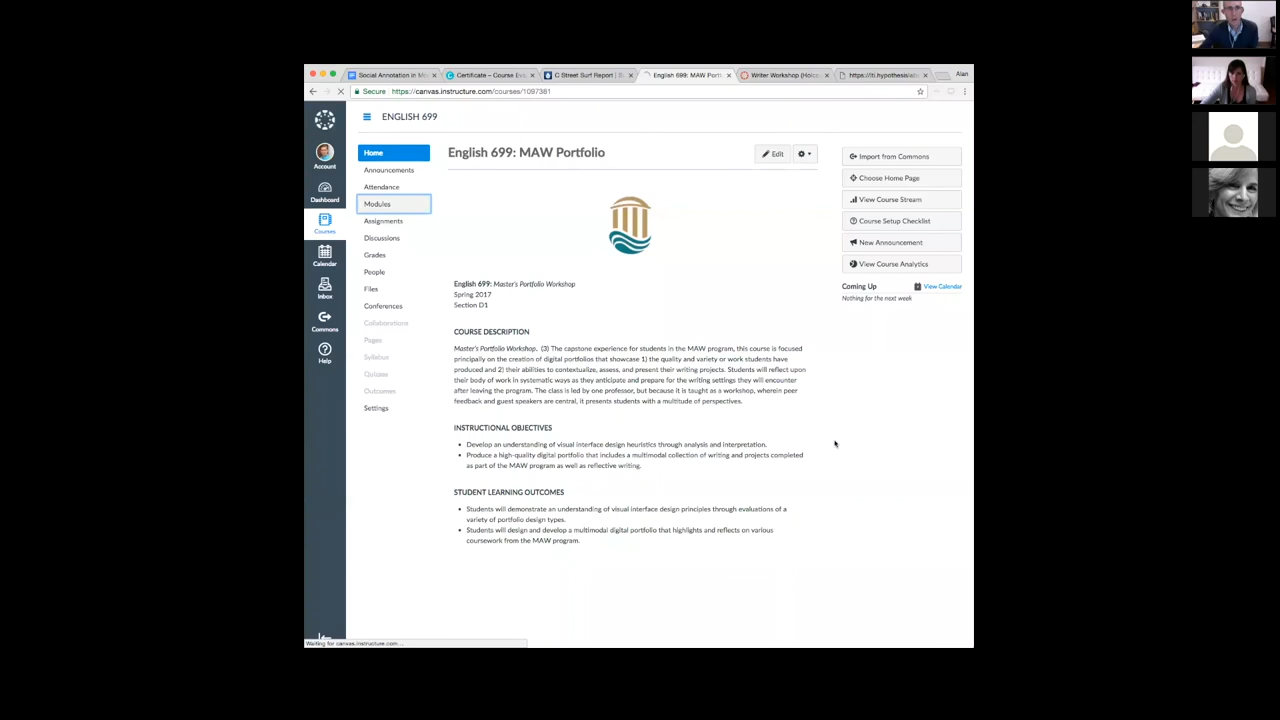 Social Annotation in M
Certificate – Course Ev
C Street Surf Report | S
English 699: MAW Portf
Writer Workshop (Holco
https://lti.hypothesislab
Alan
Secure https://canvas.instructure.com/courses/1097381
ENGLISH 699
Account
Dashboard
Courses
Calendar
Inbox
Commons
Help
Home
Announcements
Attendance
Modules
Assignments
Discussions
Grades
People
Files
Conferences
Collaborations
Pages
Syllabus
Quizzes
Outcomes
Settings
English 699: MAW Portfolio
Edit
English 699: Master's Portfolio Workshop
Spring 2017
Section D1
COURSE DESCRIPTION
Master's Portfolio Workshop. (3) The capstone experience for students in the MAW program, this course is focused
principally on the creation of digital portfolios that showcase 1) the quality and variety or work students have
produced and 2) their abilities to contextualize, assess, and present their writing projects. Students will reflect upon
their body of work in systematic ways as they anticipate and prepare for the writing settings they will encounter
after leaving the program. The class is led by one professor, but because it is taught as a workshop, wherein peer
feedback and guest speakers are central, it presents students with a multitude of perspectives.
INSTRUCTIONAL OBJECTIVES
• Develop an understanding of visual interface design heuristics through analysis and interpretation.
• Produce a high-quality digital portfolio that includes a multimodal collection of writing and projects completed
as part of the MAW program as well as reflective writing.
STUDENT LEARNING OUTCOMES
• Students will demonstrate an understanding of visual interface design principles through evaluations of a
variety of portfolio design types.
• Students will design and develop a multimodal digital portfolio that highlights and reflects on various
coursework from the MAW program.
Import from Commons
Choose Home Page
View Course Stream
Course Setup Checklist
New Announcement
View Course Analytics
Coming Up
View Calendar
Nothing for the next week
Waiting for canvas.instructure.com ...